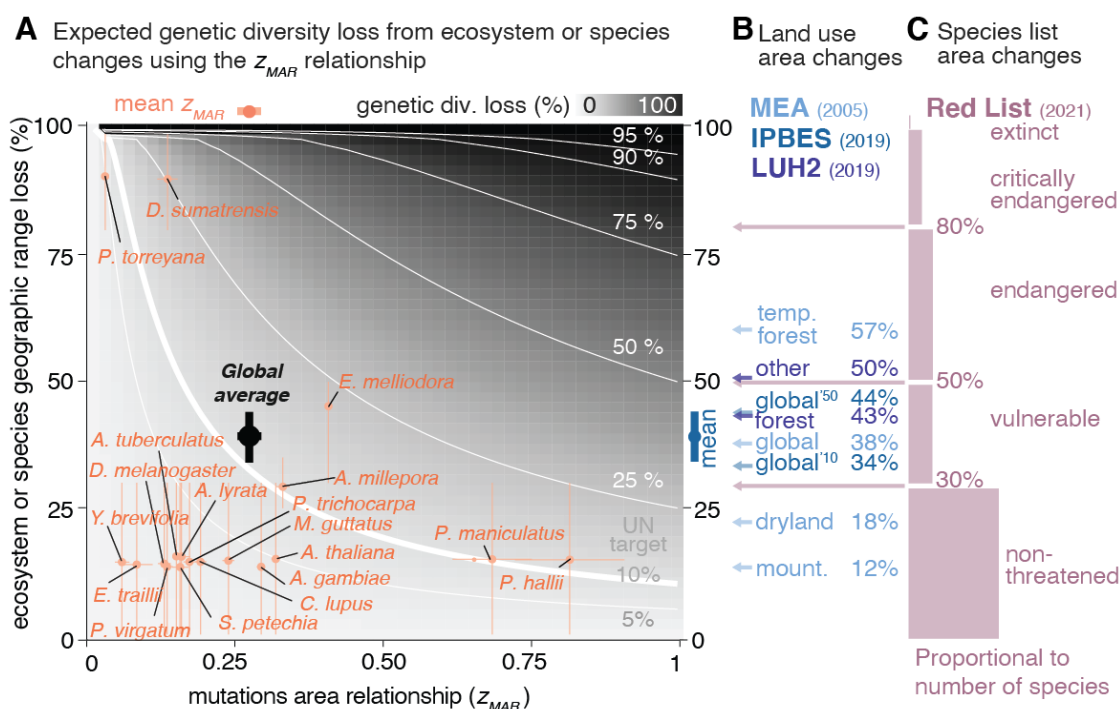 A Expected genetic diversity loss from ecosystem or species
changes using the z_MAR relationship
mean z_MAR
genetic div. loss (%) 0 100
ecosystem or species geographic range loss (%)
100
75
50
25
0
95 %
90 %
75 %
50 %
25 %
UN
target
10%
5%
D. sumatrensis
P. torreyana
Global
average
E. melliodora
A. tuberculatus
D. melanogaster
A. lyrata
A. millepora
P. trichocarpa
Y. brevifolia
M. guttatus
P. maniculatus
A. thaliana
P. hallii
A. gambiae
E. trailli
C. lupus
P. virgatum
S. petechia
0 0.25 0.50 0.75 1
mutations area relationship (z_MAR)
100
75
50
25
0
mean
B Land use
area changes
MEA (2005)
IPBES (2019)
LUH2 (2019)
temp.
forest 57%
other 50%
global'50 44%
forest 43%
global 38%
global'10 34%
dryland 18%
mount. 12%
C Species list
area changes
Red List (2021)
extinct
critically
endangered
80%
endangered
50%
vulnerable
30%
non-
threatened
Proportional to
number of species